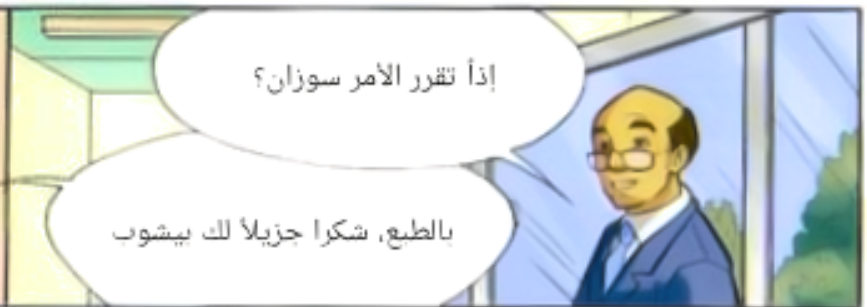 إذاً تقرر الأمر سوزان؟
بالطبع، شكرا جزيلاً لك بيشوب